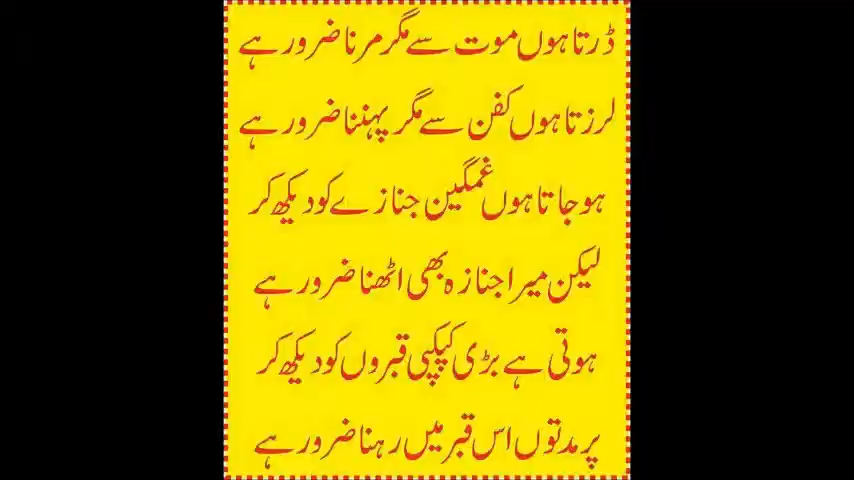 ڈرتا ہوں موت سے مگر مرنا ضرور ہے
لرزتا ہوں کفن سے مگر پہننا ضرور ہے
ہو جاتا ہوں غمگین جنازے کو دیکھ کر
لیکن میرا جنازہ بھی اٹھنا ضرور ہے
ہوتی ہے بڑی کپکپی قبروں کو دیکھ کر
پر مدتوں اس قبر میں رہنا ضرور ہے